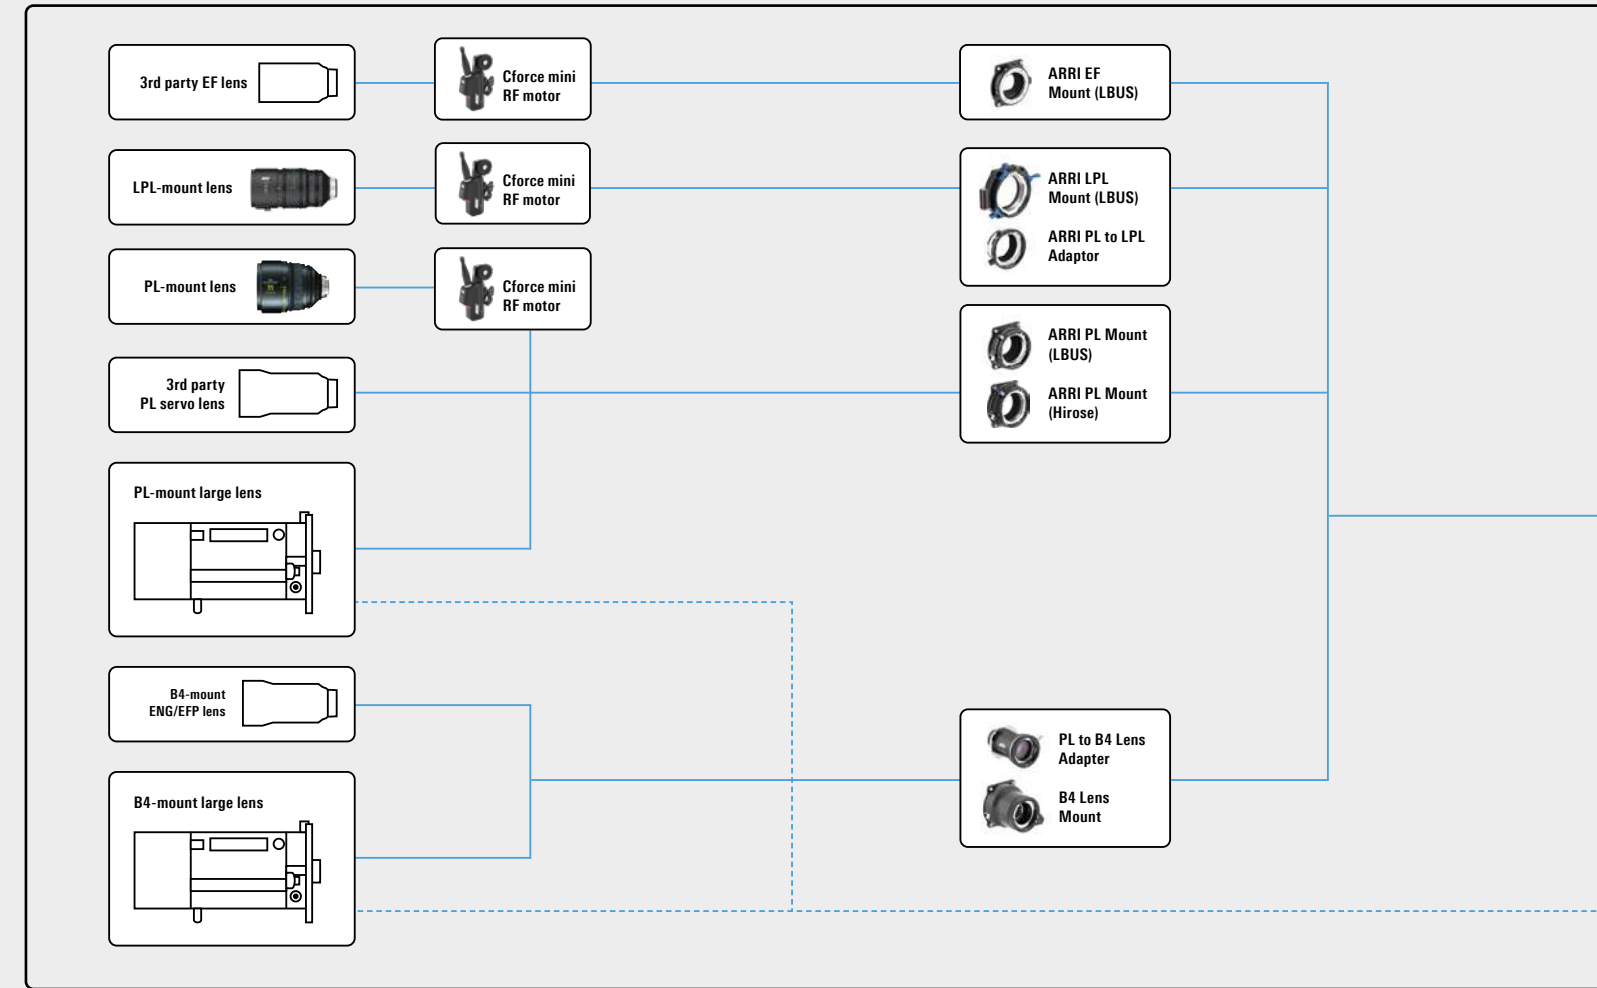 3rd party EF lens
Cforce mini
RF motor
ARRI EF
Mount (LBUS)
LPL-mount lens
Cforce mini
RF motor
ARRI LPL
Mount (LBUS)
ARRI PL to LPL
Adaptor
PL-mount lens
Cforce mini
RF motor
ARRI PL Mount
(LBUS)
ARRI PL Mount
(Hirose)
3rd party
PL servo lens
PL-mount large lens
B4-mount
ENG/EFP lens
PL to B4 Lens
Adapter
B4 Lens
Mount
B4-mount large lens